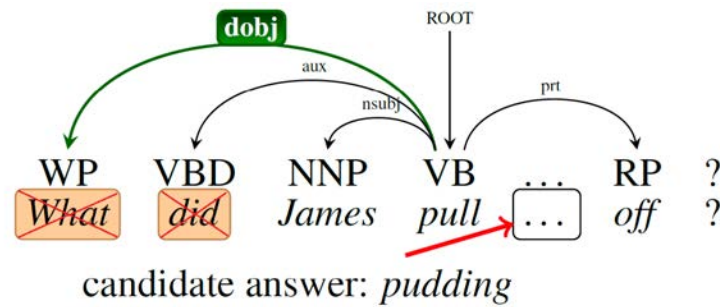 dobj
ROOT
aux
nsubj
prt
WP VBD NNP VB ... RP ?
What did James pull ... off ?
candidate answer: pudding